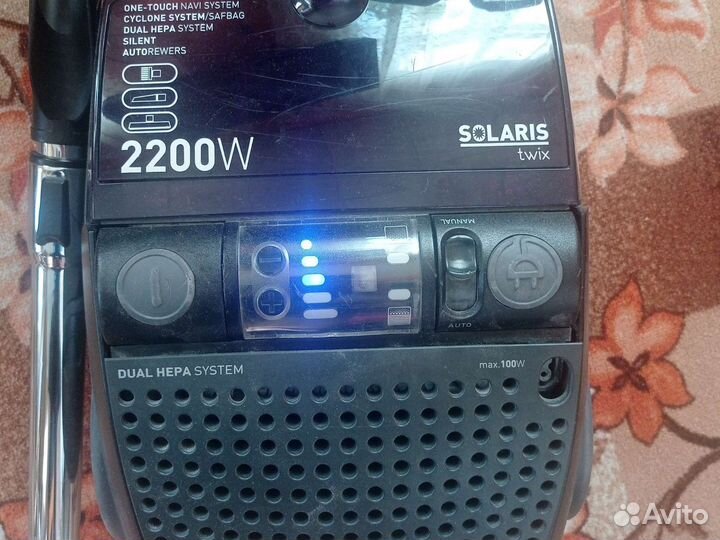 ONE-TOUCH NAVI SYSTEM
CYCLONE SYSTEM/SAFBAG
DUAL HEPA SYSTEM
SILENT
AUTOREWERS
2200W
SOLARIS
twix
MANUAL
AUTO
DUAL HEPA SYSTEM
max.100W
Avito